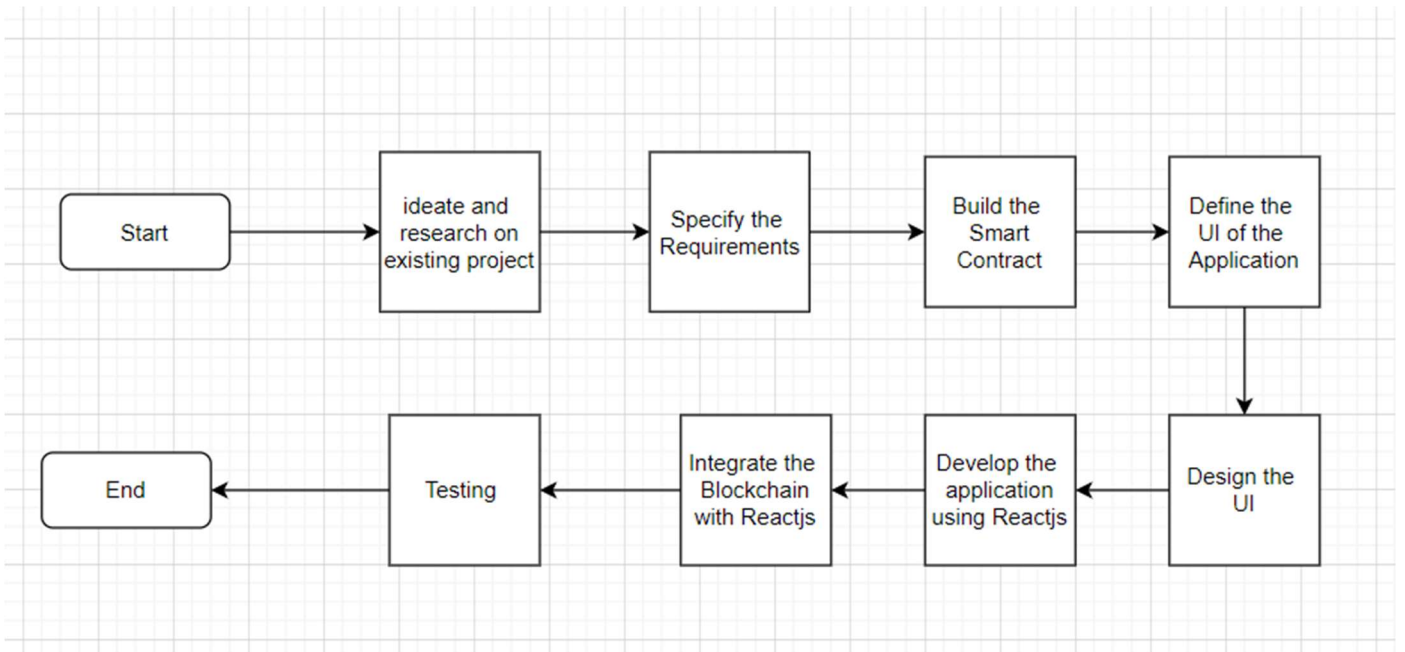 Start
ideate and
research on
existing project
Specify the
Requirements
Build the
Smart
Contract
Define the
UI of the
Application
Design the
UI
Develop the
application
using Reactjs
Integrate the
Blockchain
with Reactjs
Testing
End